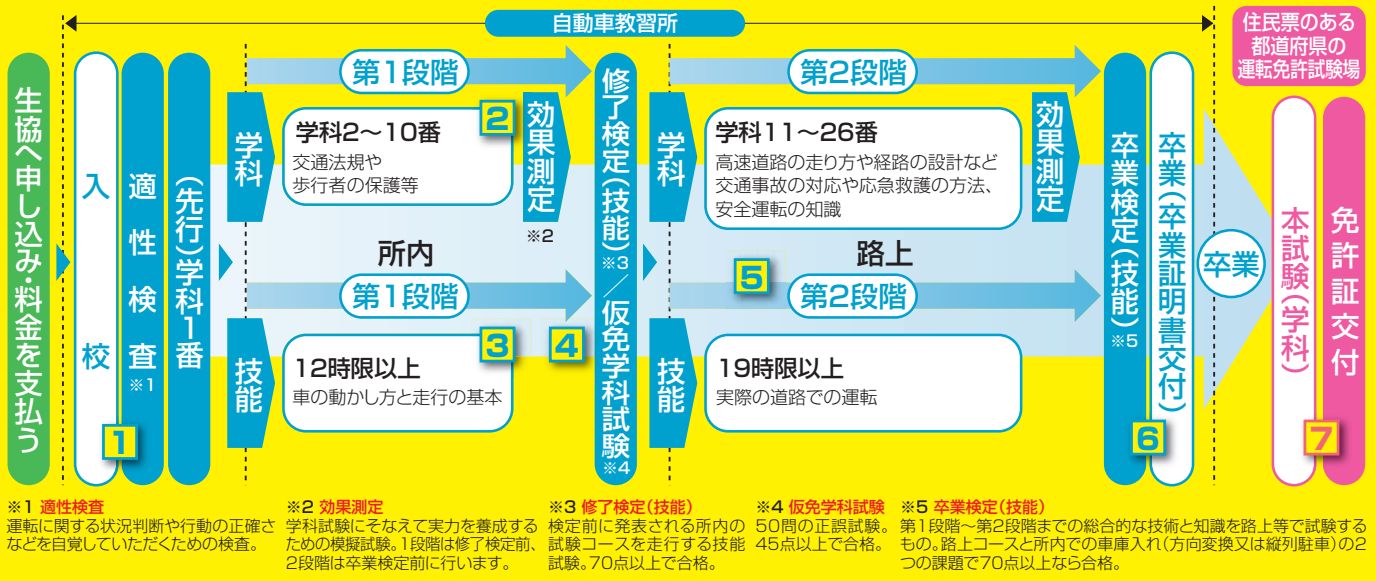 自動車教習所
住民票のある
都道府県の
運転免許試験場
生協へ申し込み・料金を支払う
入校
適性検査※1
(先行)学科1番
1
学科
第1段階
学科2〜10番
交通法規や
歩行者の保護等
2
効果測定
※2
所内
第1段階
技能
12時限以上
車の動かし方と走行の基本
3
4
修了検定(技能)※3/仮免学科試験※4
学科
第2段階
学科11〜26番
高速道路の走り方や経路の設計など
交通事故の対応や応急救護の方法、
安全運転の知識
効果測定
路上
5
第2段階
技能
19時限以上
実際の道路での運転
卒業検定(技能)※5
卒業(卒業証明書交付)
6
卒業
本試験(学科)
免許証交付
7
※1 適性検査
運転に関する状況判断や行動の正確さ
などを自覚していただくための検査。
※2 効果測定
学科試験にそなえて実力を養成する
ための模擬試験。1段階は修了検定前、
2段階は卒業検定前に行います。
※3 修了検定(技能)
検定前に発表される所内の
試験コースを走行する技能
試験。70点以上で合格。
※4 仮免学科試験
50問の正誤試験。
45点以上で合格。
※5 卒業検定(技能)
第1段階〜第2段階までの総合的な技術と知識を路上等で試験する
もの。路上コースと所内での車庫入れ(方向変換又は縦列駐車)の2
つの課題で70点以上なら合格。